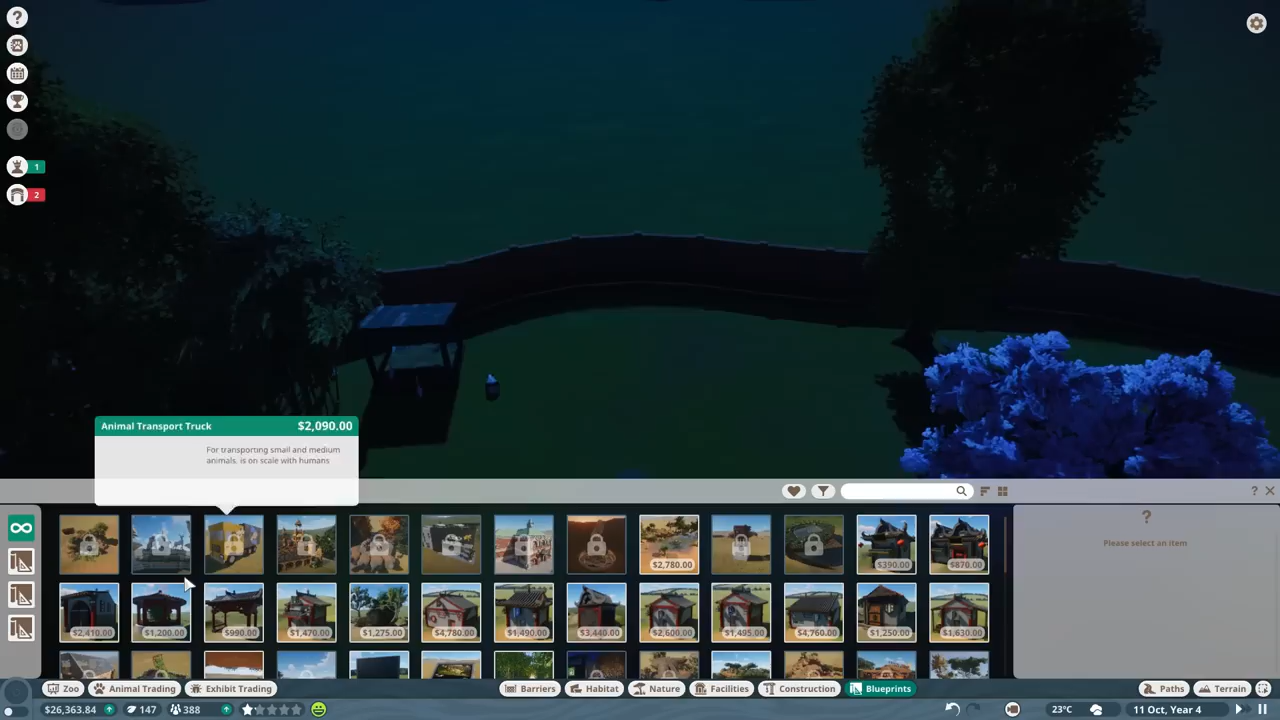 ?
1
2
Animal Transport Truck $2,090.00
For transporting small and medium
animals, is on scale with humans
? ×
?
Please select an item
$2,780.00 $390.00 $870.00
$2,410.00 $1,200.00 $990.00 $1,470.00 $1,275.00 $4,780.00 $1,490.00 $3,440.00 $2,600.00 $1,495.00 $4,760.00 $1,250.00 $1,630.00
Zoo Animal Trading Exhibit Trading Barriers Habitat Nature Facilities Construction Blueprints Paths Terrain
$26,363.84 147 388 23°C 11 Oct, Year 4